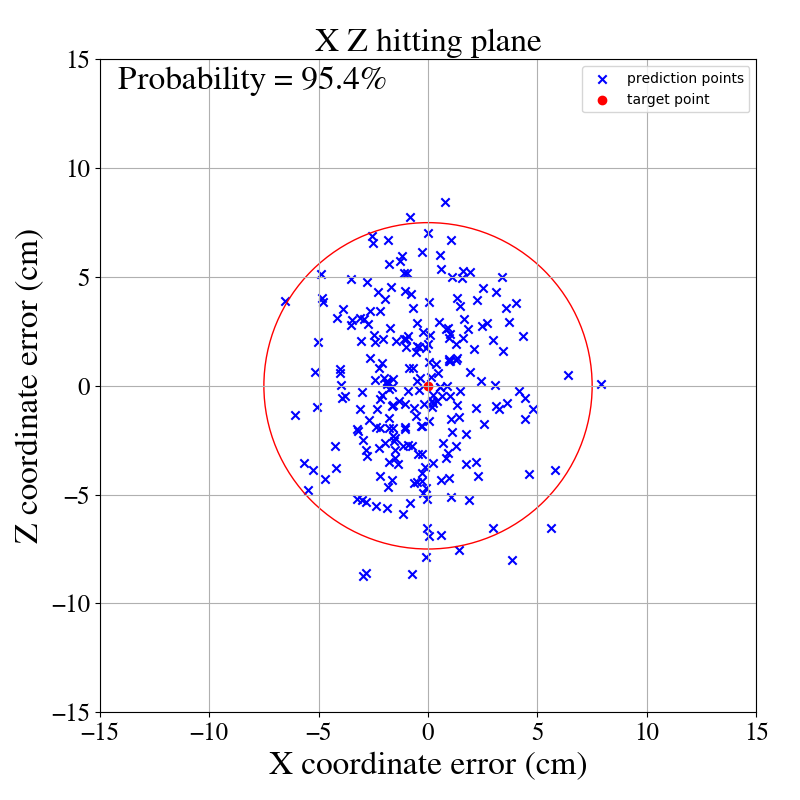 X Z hitting plane
Probability = 95.4%
prediction points
target point
15
10
5
0
−5
−10
−15
Z coordinate error (cm)
−15 −10 −5 0 5 10 15
X coordinate error (cm)